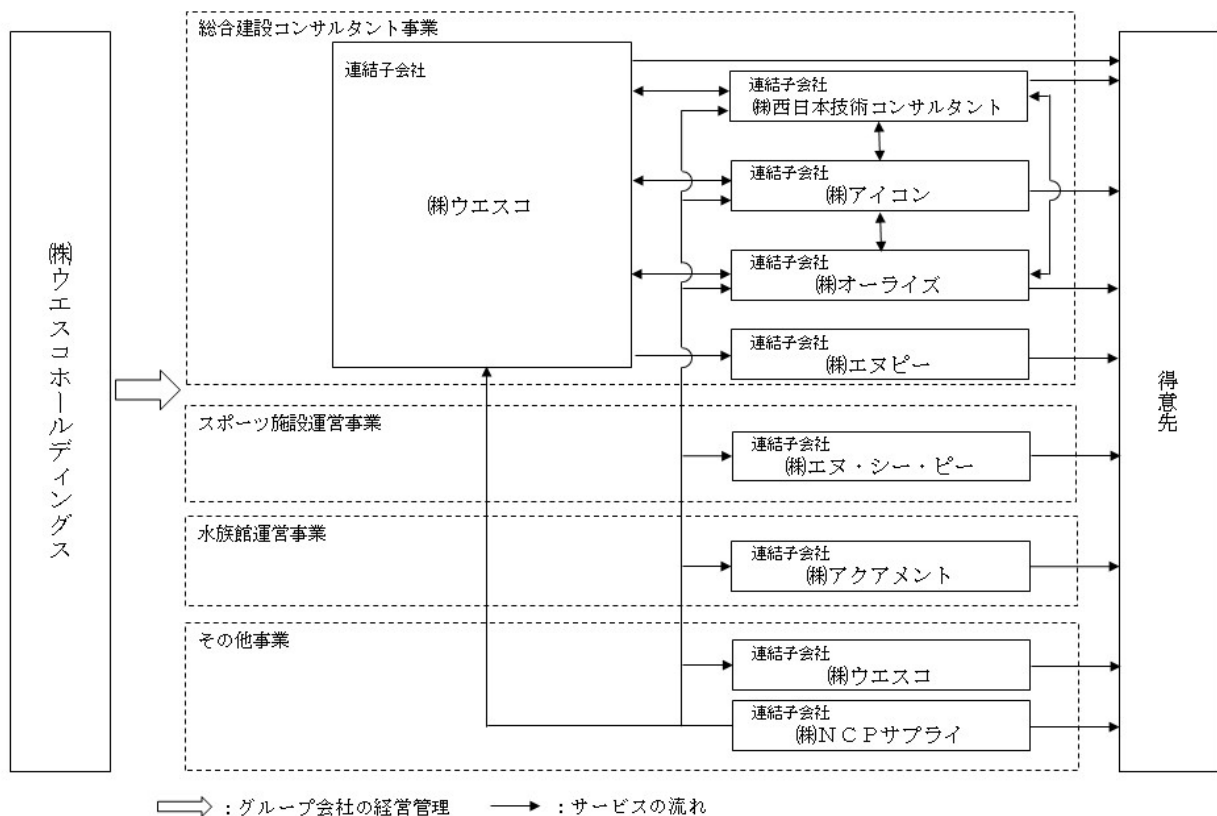 ㈱ウエスコホールディングス
総合建設コンサルタント事業
連結子会社
㈱ウエスコ
連結子会社
㈱西日本技術コンサルタント
連結子会社
㈱アイコン
連結子会社
㈱オーライズ
連結子会社
㈱エヌピー
スポーツ施設運営事業
連結子会社
㈱エヌ・シー・ピー
水族館運営事業
連結子会社
㈱アクアメント
その他事業
連結子会社
㈱ウエスコ
連結子会社
㈱ＮＣＰサプライ
得意先
：グループ会社の経営管理
：サービスの流れ